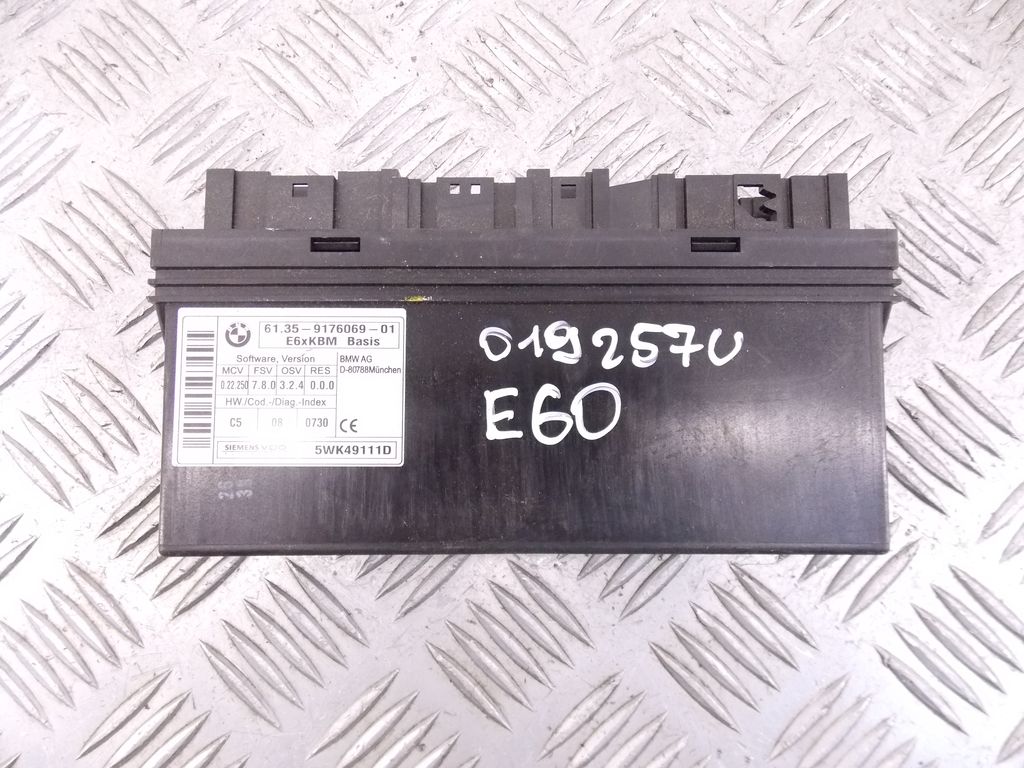 61.35-9176069-01
E6xKBM Basis
Software, Version
MCV FSV OSV RES
0.22.250 7.8.0 3.2.4 0.0.0
HW./Cod.-/Diag.-Index
C5 08 0730
BMW AG
D-80788München
CE
SIEMENS VDO 5WK49111D
019257U
E60